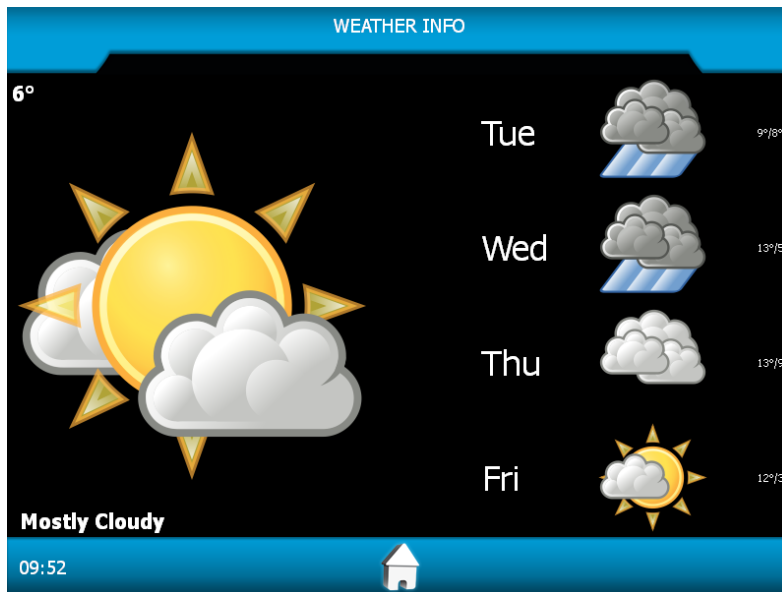 WEATHER INFO
6°
Tue
9°/8°
Wed
13°/5
Thu
13°/9
Fri
12°/3
Mostly Cloudy
09:52